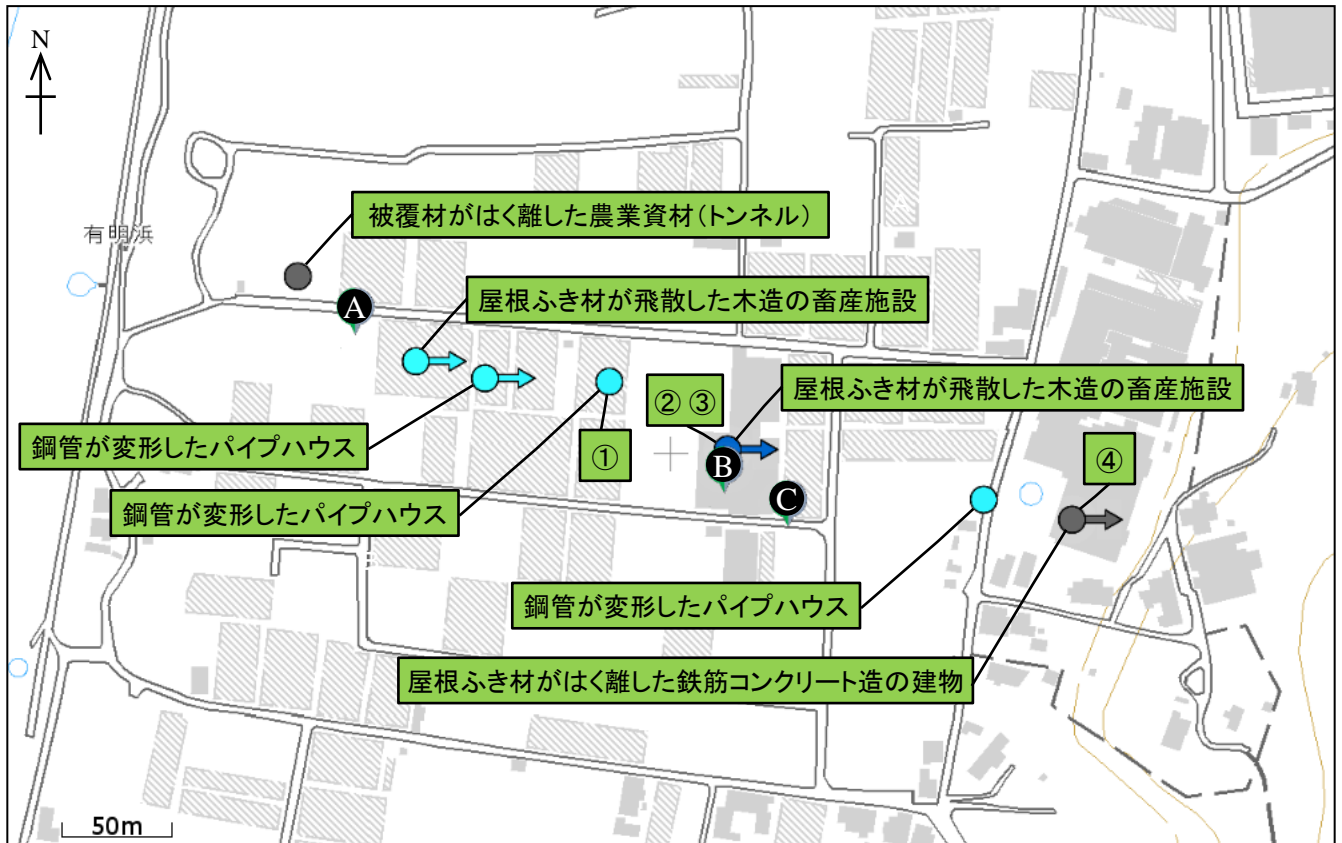 N
被覆材がはく離した農業資材(トンネル)
有明浜
A
屋根ふき材が飛散した木造の畜産施設
② ③
屋根ふき材が飛散した木造の畜産施設
鋼管が変形したパイプハウス
①
B
④
鋼管が変形したパイプハウス
C
鋼管が変形したパイプハウス
屋根ふき材がはく離した鉄筋コンクリート造の建物
50m